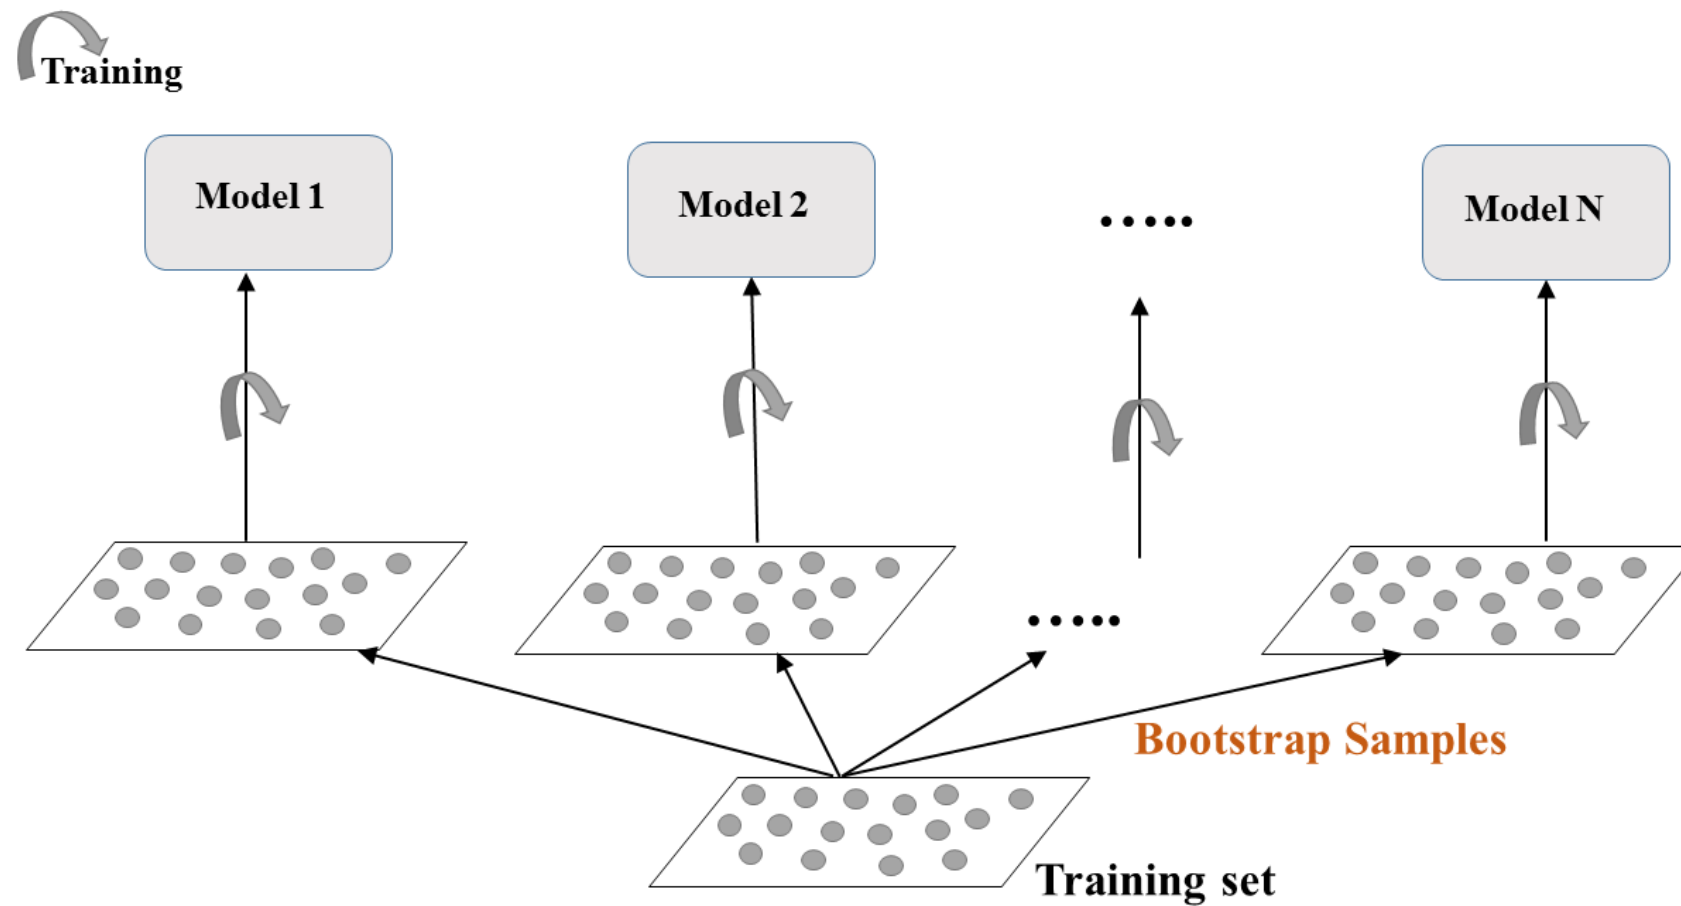 Training
Model 1
Model 2
.....
Model N
.....
Bootstrap Samples
Training set